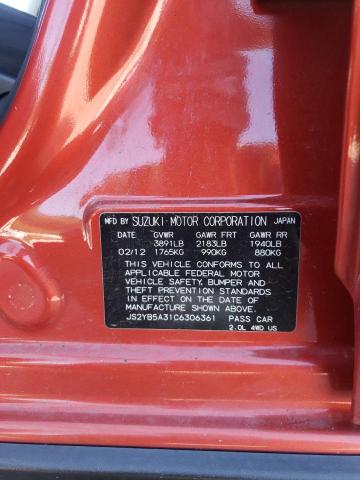 MFD BY SUZUKI MOTOR CORPORATION JAPAN
DATE GVWR GAWR FRT GAWR RR
3891LB 2183LB 1940LB
02/12 1765KG 990KG 880KG
THIS VEHICLE CONFORMS TO ALL
APPLICABLE FEDERAL MOTOR
VEHICLE SAFETY, BUMPER AND
THEFT PREVENTION STANDARDS
IN EFFECT ON THE DATE OF
MANUFACTURE SHOWN ABOVE.
JS2YB5A31C6306361 PASS CAR
2.0L 4WD US